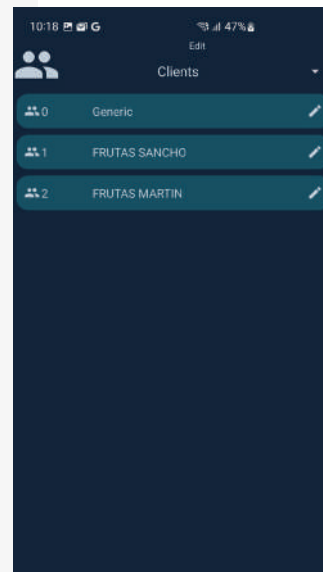 10:18 G 47%
Edit
Clients
0 Generic
1 FRUTAS SANCHO
2 FRUTAS MARTIN